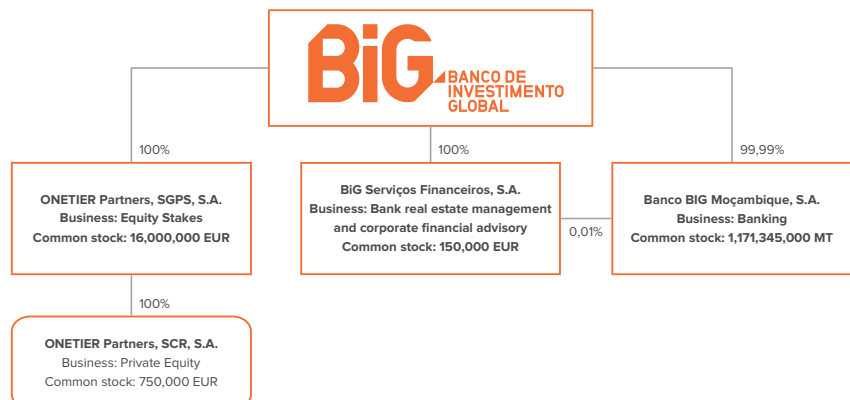 BiG
BANCO DE
INVESTIMENTO
GLOBAL
100%
100%
99,99%
ONETIER Partners, SGPS, S.A.
Business: Equity Stakes
Common stock: 16,000,000 EUR
BiG Serviços Financeiros, S.A.
Business: Bank real estate management
and corporate financial advisory
Common stock: 150,000 EUR
0,01%
Banco BIG Moçambique, S.A.
Business: Banking
Common stock: 1,171,345,000 MT
100%
ONETIER Partners, SCR, S.A.
Business: Private Equity
Common stock: 750,000 EUR